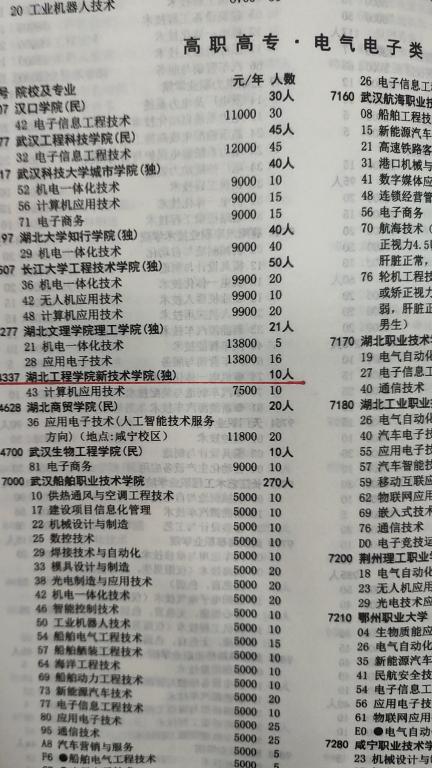 20 工业机器人技术
高职高专·电气电子类
号 院校及专业 元/年 人数
07 汉口学院(民) 30人
42 电子信息工程技术 11000 30
77 武汉工程科技学院(民) 45人
32 电子信息工程技术 12000 45
17 武汉科技大学城市学院(独) 40人
52 机电一体化技术 9000 10
56 计算机应用技术 9000 15
71 电子商务 9000 15
97 湖北大学知行学院(独) 40人
29 机电一体化技术 9000 40
607 长江大学工程技术学院(独) 50人
36 机电一体化技术 9900 20
42 无人机应用技术 9900 10
48 计算机应用技术 9900 20
277 湖北文理学院理工学院(独) 21人
21 机电一体化技术 13800 5
28 应用电子技术 13800 16
4337 湖北工程学院新技术学院(独) 10人
43 计算机应用技术 7500 10
4628 湖北商贸学院(民) 20人
36 应用电子技术(人工智能技术服务
方向)(地点:咸宁校区) 11800 20
4700 武汉生物工程学院(民) 10人
81 电子商务 9000 10
7000 武汉船舶职业技术学院 270人
10 供热通风与空调工程技术 5000 10
17 建设项目信息化管理 5000 10
22 机械设计与制造 5000 10
25 数控技术 5000 10
29 焊接技术与自动化 5000 10
33 模具设计与制造 5000 10
38 光电制造与应用技术 5000 20
42 机电一体化技术 5000 10
46 智能控制技术 5000 10
50 工业机器人技术 5000 10
54 船舶电气工程技术 5000 15
57 船舶舾装工程技术 5000 10
64 海洋工程技术 5000 10
69 船舶动力工程技术 5000 10
73 新能源汽车技术 5000 20
77 电子信息工程技术 5000 10
80 应用电子技术 5000 25
95 通信技术 5000 25
A8 汽车营销与服务 5000 5
F6 ●船舶电气工程技术 5000 5
26 电子信息工
7160 武汉航海职业技
08 船舶工程技
15 新能源汽车
21 高速铁路客
31 港口机械与
41 数字媒体应
48 连锁经营管
56 电子商务
70 航海技术(
正视力4.5
肝脏正常,
76 轮机工程技
或矫正视力
弱,肝脏正
男生)
7170 湖北职业技术
19 电气自动化
27 电子信息工
40 通信技术
7180 湖北工业职业
26 电气自动化
40 汽车电子技
55 应用电子技
57 汽车智能技
59 移动互联应
62 物联网应用
69 嵌入式技术
76 通信技术
D0 电子竞技运
7200 荆州理工职业
18 电气自动化
23 无人机应用
29 光电技术应
7210 鄂州职业大学
04 生物质能应
26 电气自动化
35 新能源汽车
41 民航安全技
54 电子信息工
56 应用电子技
61 物联网应用
E0 ●电气自动
7280 咸宁职业技术
23 机械设计与